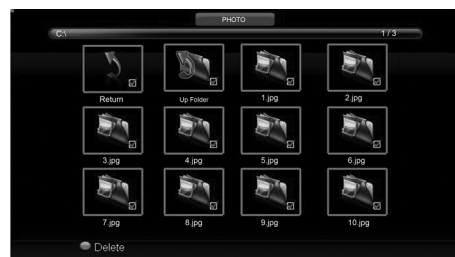 PHOTO
C:\ 1 / 3
Return Up Folder 1.jpg 2.jpg
3.jpg 4.jpg 5.jpg 6.jpg
7.jpg 8.jpg 9.jpg 10.jpg
Delete